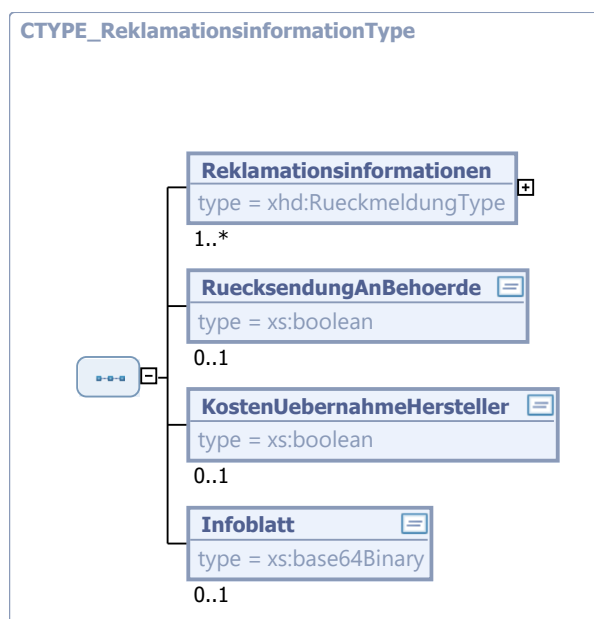 CTYPE_ReklamationsinformationType
Reklamationsinformationen
type = xhd:RueckmeldungType
1..*
RuecksendungAnBehoerde
type = xs:boolean
0..1
KostenUebernahmeHersteller
type = xs:boolean
0..1
Infoblatt
type = xs:base64Binary
0..1